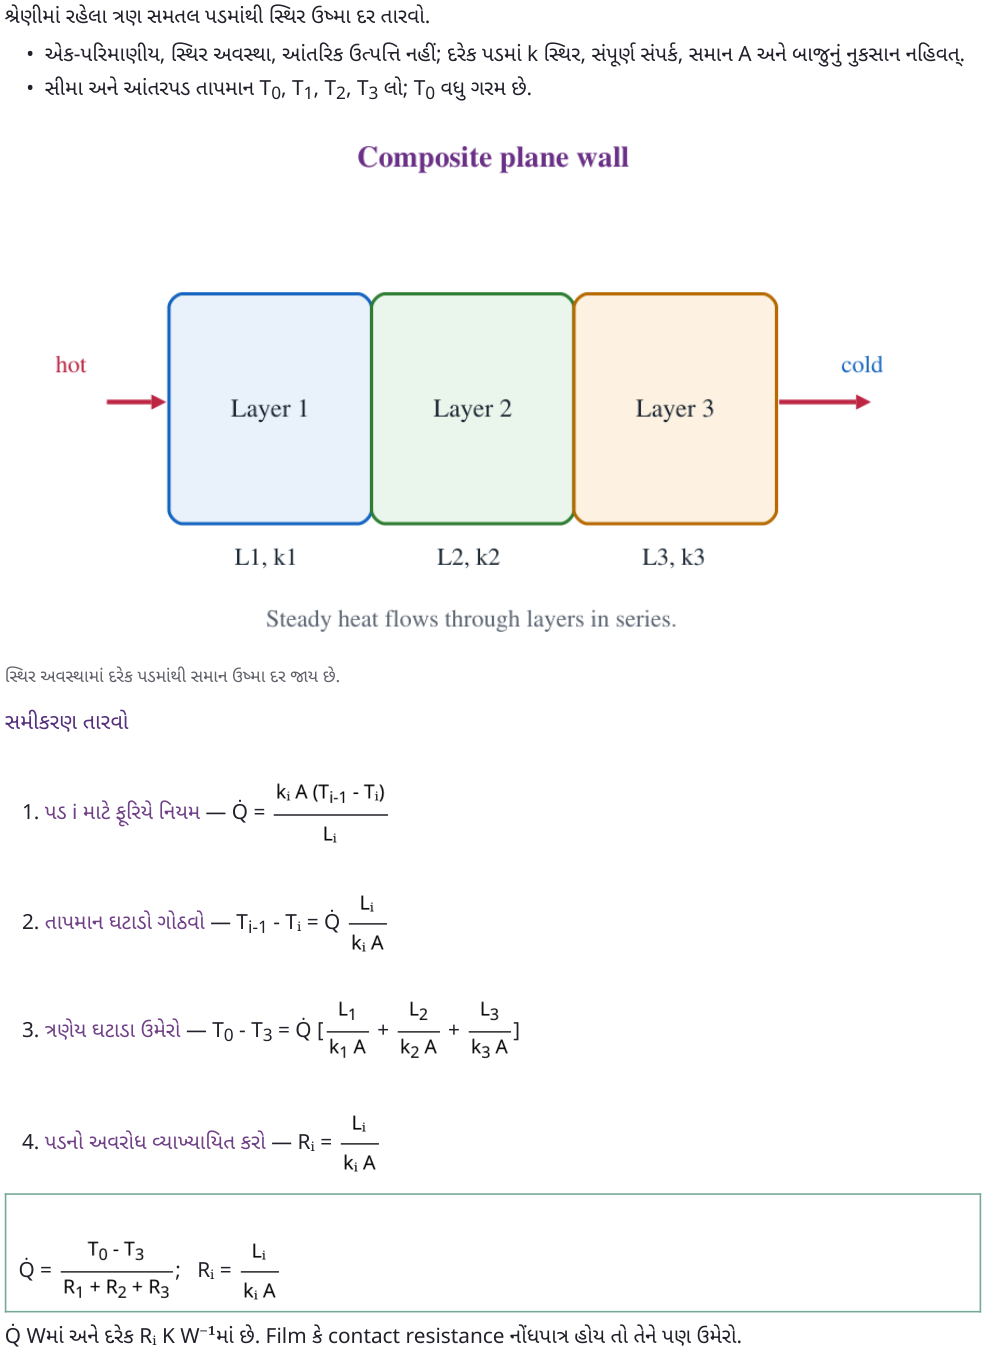 શ્રેણીમાં રહેલા ત્રણ સમતલ પડમાંથી સ્થિર ઉષ્મા દર તારવો.
• એક-પરિમાણીય, સ્થિર અવસ્થા, આંતરિક ઉત્પત્તિ નહીં; દરેક પડમાં k સ્થિર, સંપૂર્ણ સંપર્ક, સમાન A અને બાજુનું નુકસાન નહિવત્.
• સીમા અને આંતરપડ તાપમાન T₀, T₁, T₂, T₃ લો; T₀ વધુ ગરમ છે.
Composite plane wall
hot
cold
Layer 1
Layer 2
Layer 3
L1, k1
L2, k2
L3, k3
Steady heat flows through layers in series.
સ્થિર અવસ્થામાં દરેક પડમાંથી સમાન ઉષ્મા દર જાય છે.
સમીકરણ તારવો
1. પડ i માટે ફૂરિયે નિયમ — Q̇ = kᵢ A (Tᵢ₋₁ - Tᵢ) / Lᵢ
2. તાપમાન ઘટાડો ગોઠવો — Tᵢ₋₁ - Tᵢ = Q̇ Lᵢ / kᵢ A
3. ત્રણેય ઘટાડા ઉમેરો — T₀ - T₃ = Q̇ [L₁ / k₁ A + L₂ / k₂ A + L₃ / k₃ A]
4. પડનો અવરોધ વ્યાખ્યાયિત કરો — Rᵢ = Lᵢ / kᵢ A
Q̇ = T₀ - T₃ / R₁ + R₂ + R₃; Rᵢ = Lᵢ / kᵢ A
Q̇ Wમાં અને દરેક Rᵢ K W⁻¹માં છે. Film કે contact resistance નોંધપાત્ર હોય તો તેને પણ ઉમેરો.